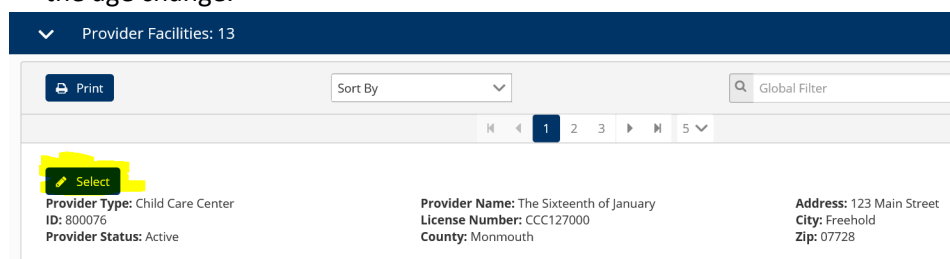 the age change.
Provider Facilities: 13
Print
Sort By
Global Filter
1 2 3 5
Select
Provider Type: Child Care Center Provider Name: The Sixteenth of January Address: 123 Main Street
ID: 800076 License Number: CCC127000 City: Freehold
Provider Status: Active County: Monmouth Zip: 07728